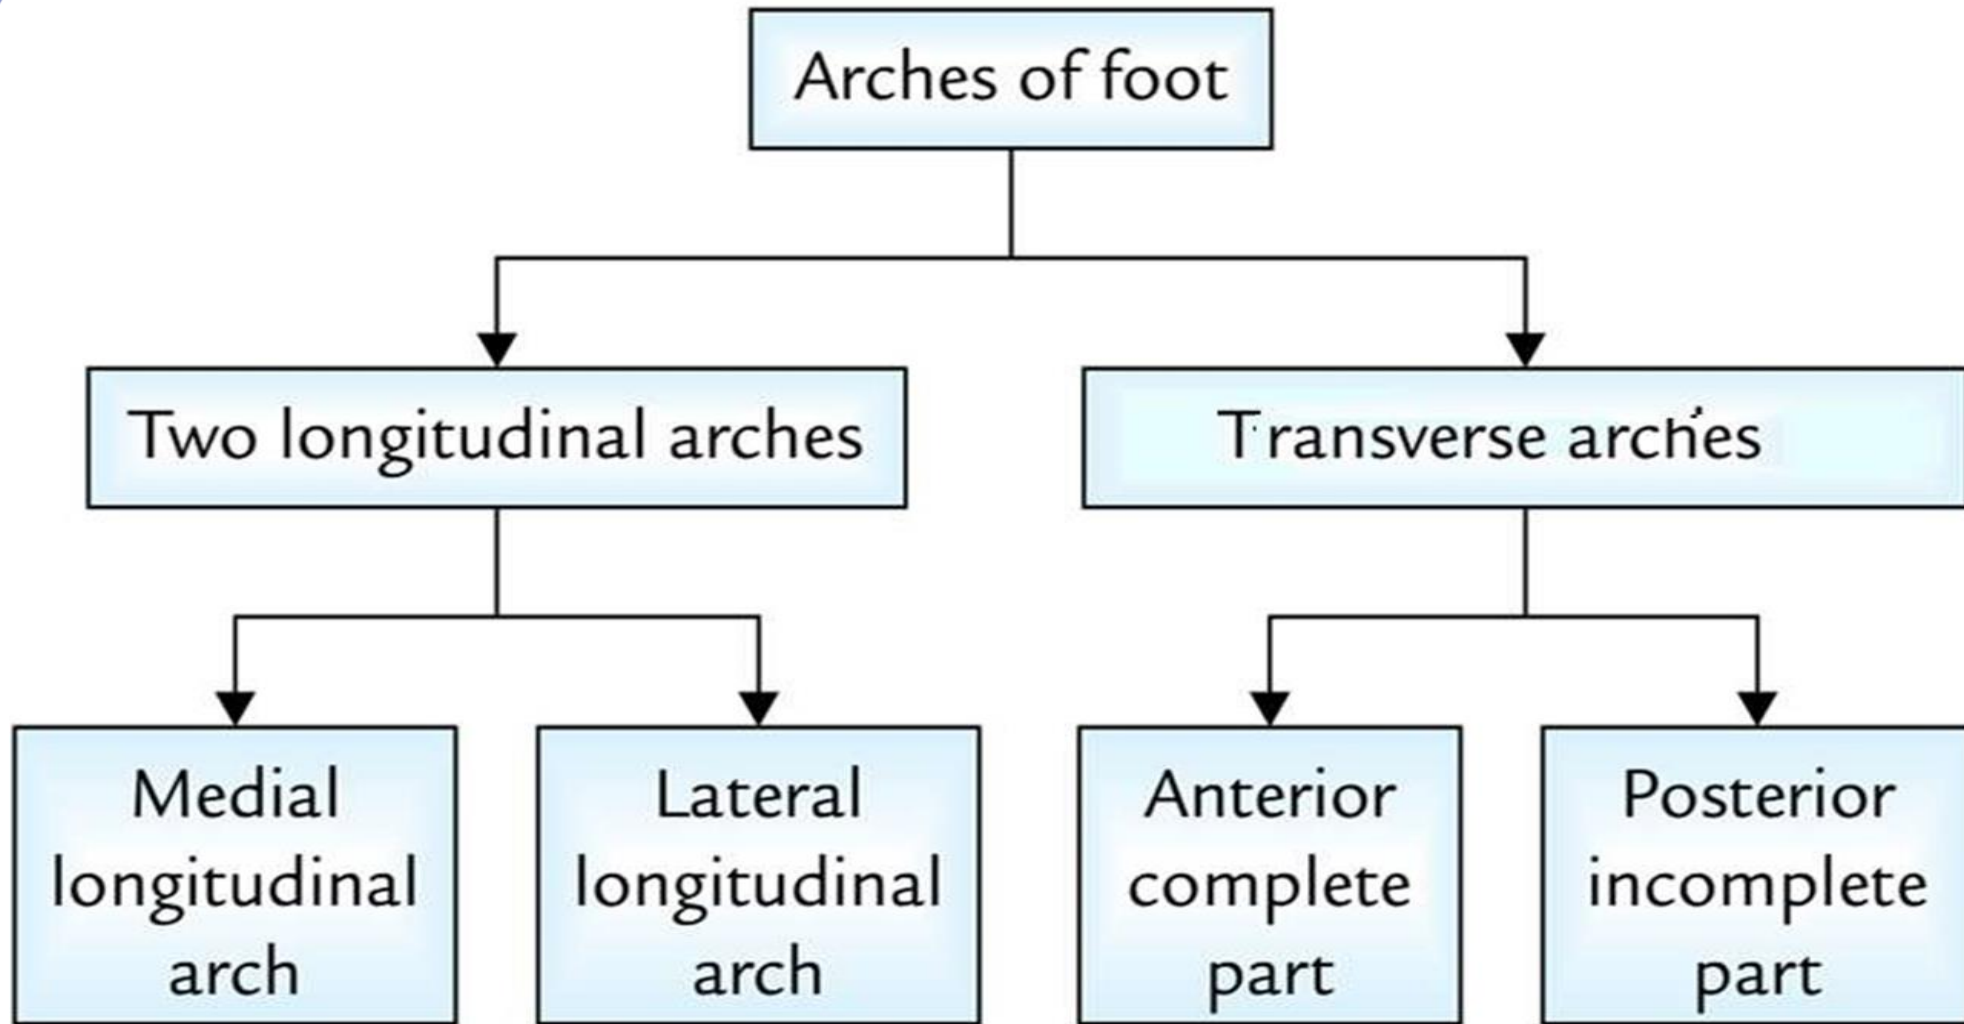 Arches of foot
Two longitudinal arches
Transverse arches
Medial
longitudinal
arch
Lateral
longitudinal
arch
Anterior
complete
part
Posterior
incomplete
part